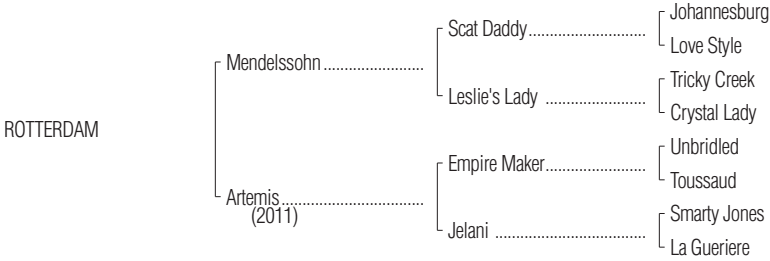 Johannesburg
Scat Daddy..............................
Love Style
Mendelssohn..........................
Tricky Creek
Leslie's Lady ..........................
Crystal Lady
ROTTERDAM
Unbridled
Empire Maker..........................
Toussaud
Artemis.....................................
(2011)
Smarty Jones
Jelani .......................................
La Gueriere